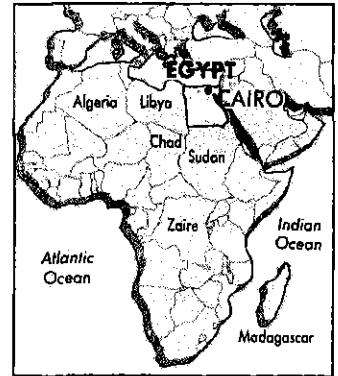 EGYPT
CAIRO
Algeria
Libya
Chad
Sudan
Zaire
Indian
Ocean
Atlantic
Ocean
Madagascar